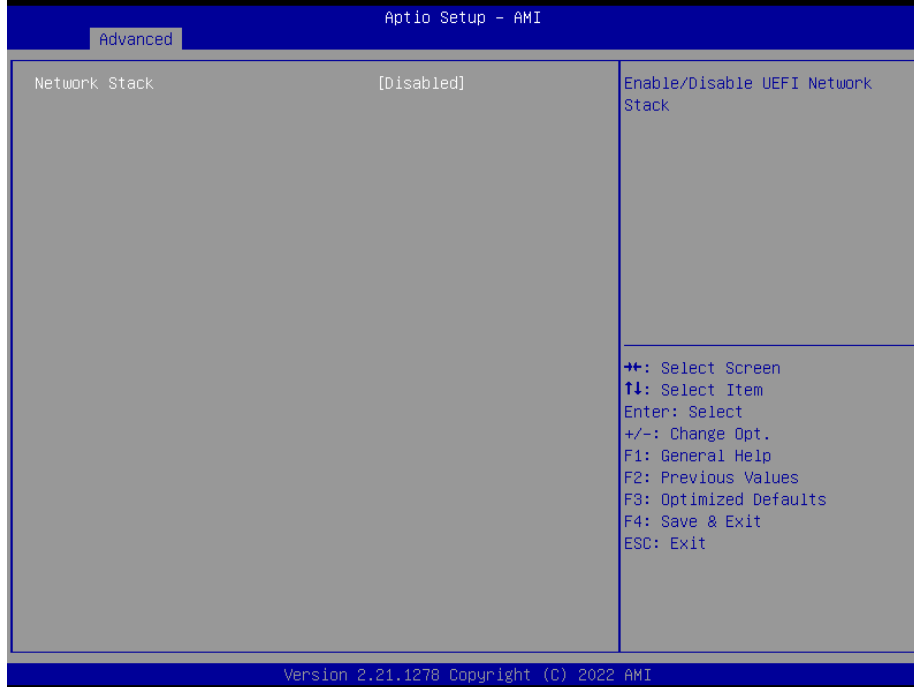 Aptio Setup – AMI
Advanced
Network Stack [Disabled]
Enable/Disable UEFI Network
Stack
→←: Select Screen
↑↓: Select Item
Enter: Select
+/-: Change Opt.
F1: General Help
F2: Previous Values
F3: Optimized Defaults
F4: Save & Exit
ESC: Exit
Version 2.21.1278 Copyright (C) 2022 AMI